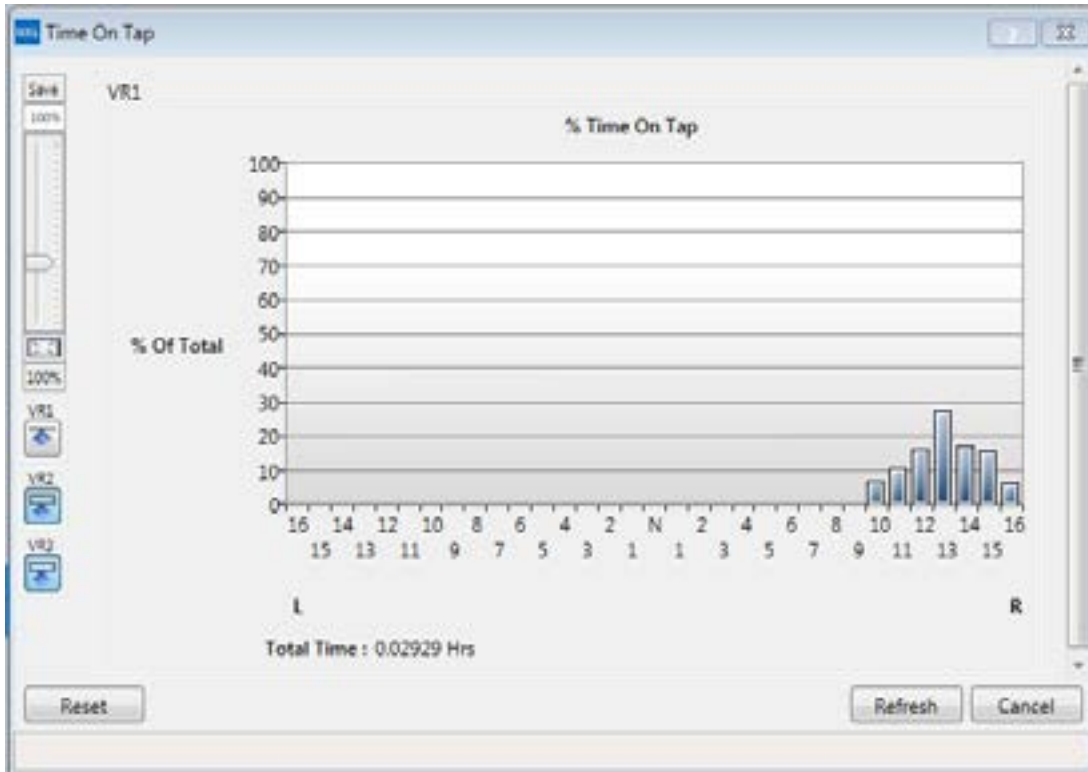 Time On Tap
Save
100%
100%
VR1
VR2
VR1
% Time On Tap
% Of Total
100
90
80
70
60
50
40
30
20
10
0
16 14 12 10 8 6 4 2 N 2 4 6 8 10 12 14 16
15 13 11 9 7 5 3 1 1 3 5 7 9 11 13 15
L R
Total Time : 0.02929 Hrs
Reset Refresh Cancel